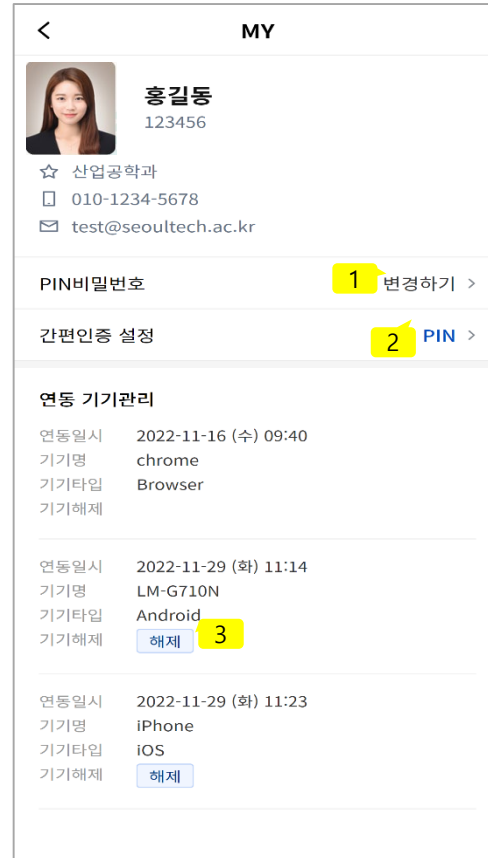 MY
홍길동
123456
산업공학과
010-1234-5678
test@seoultech.ac.kr
PIN비밀번호 1 변경하기 >
간편인증 설정 2 PIN >
연동 기기관리
연동일시 2022-11-16 (수) 09:40
기기명 chrome
기기타입 Browser
기기해제
연동일시 2022-11-29 (화) 11:14
기기명 LM-G710N
기기타입 Android
기기해제 해제 3
연동일시 2022-11-29 (화) 11:23
기기명 iPhone
기기타입 iOS
기기해제 해제